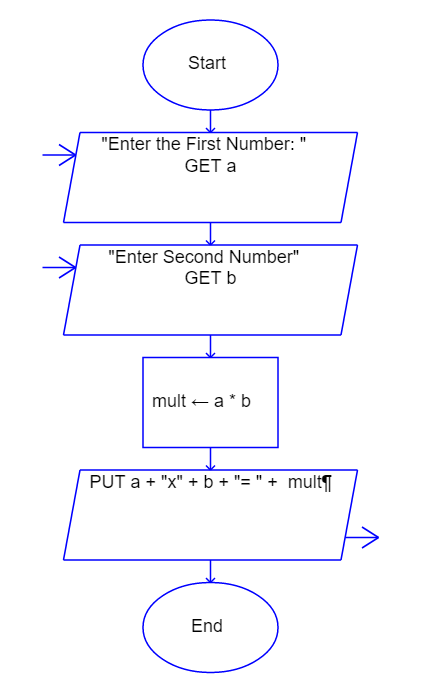 Start
"Enter the First Number: "
GET a
"Enter Second Number"
GET b
mult ← a * b
PUT a + "x" + b + "= " +  mult¶
End